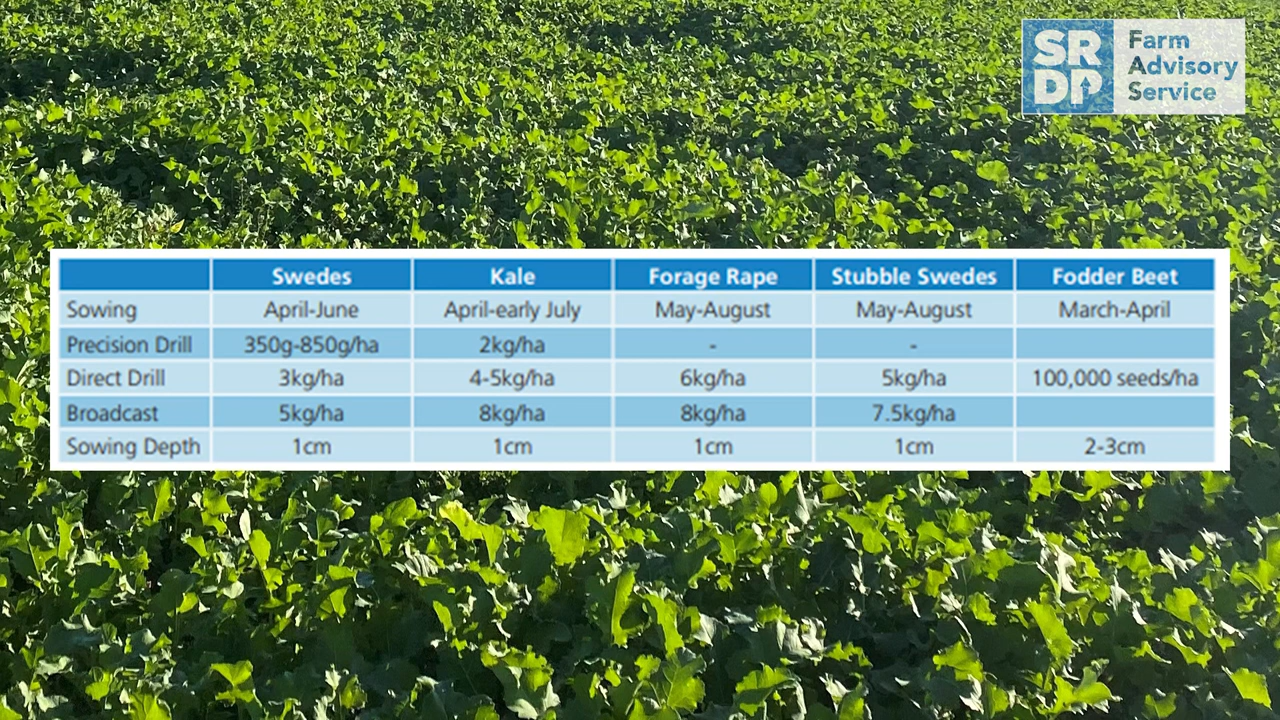 SR
DP
Farm
Advisory
Service
Swedes Kale Forage Rape Stubble Swedes Fodder Beet
Sowing April-June April-early July May-August May-August March-April
Precision Drill 350g-850g/ha 2kg/ha - -
Direct Drill 3kg/ha 4-5kg/ha 6kg/ha 5kg/ha 100,000 seeds/ha
Broadcast 5kg/ha 8kg/ha 8kg/ha 7.5kg/ha
Sowing Depth 1cm 1cm 1cm 1cm 2-3cm